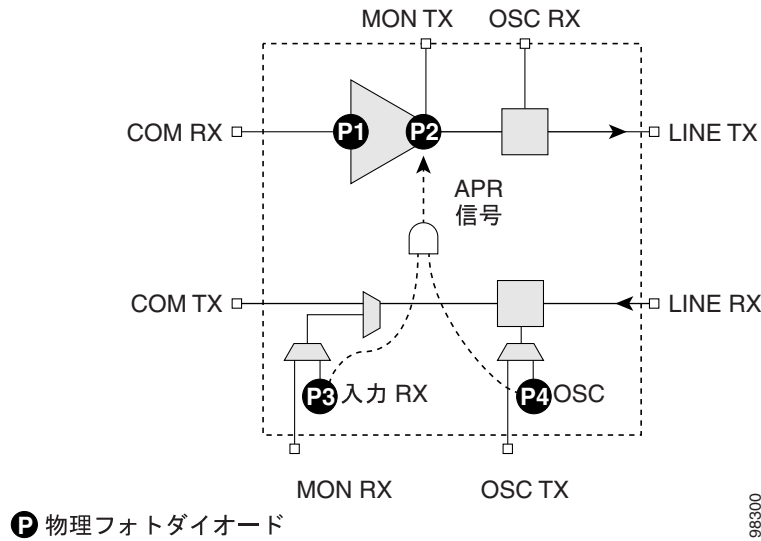 MON TX
OSC RX
COM RX
P1
P2
LINE TX
APR
信号
COM TX
LINE RX
P3
入力 RX
P4
OSC
MON RX
OSC TX
P 物理フォトダイオード
98300